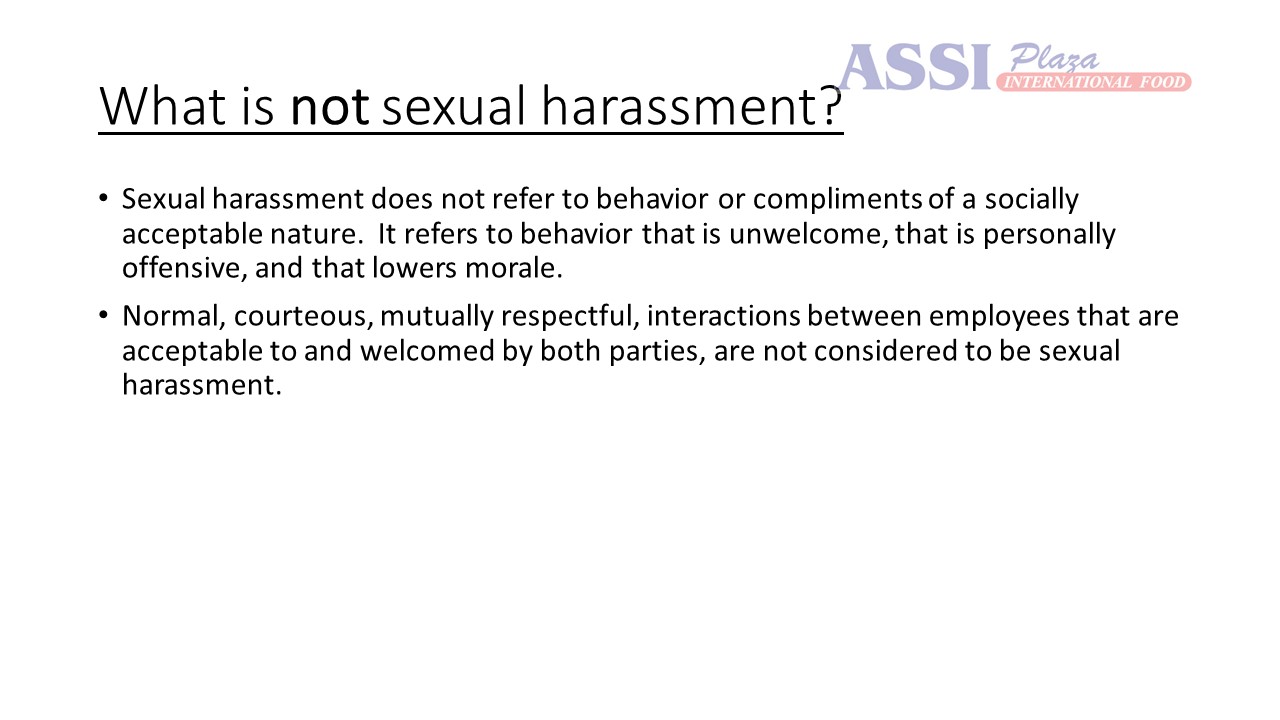 ASSI Plaza
INTERNATIONAL FOOD
What is not sexual harassment?
• Sexual harassment does not refer to behavior or compliments of a socially
acceptable nature.  It refers to behavior that is unwelcome, that is personally
offensive, and that lowers morale.
• Normal, courteous, mutually respectful, interactions between employees that are
acceptable to and welcomed by both parties, are not considered to be sexual
harassment.